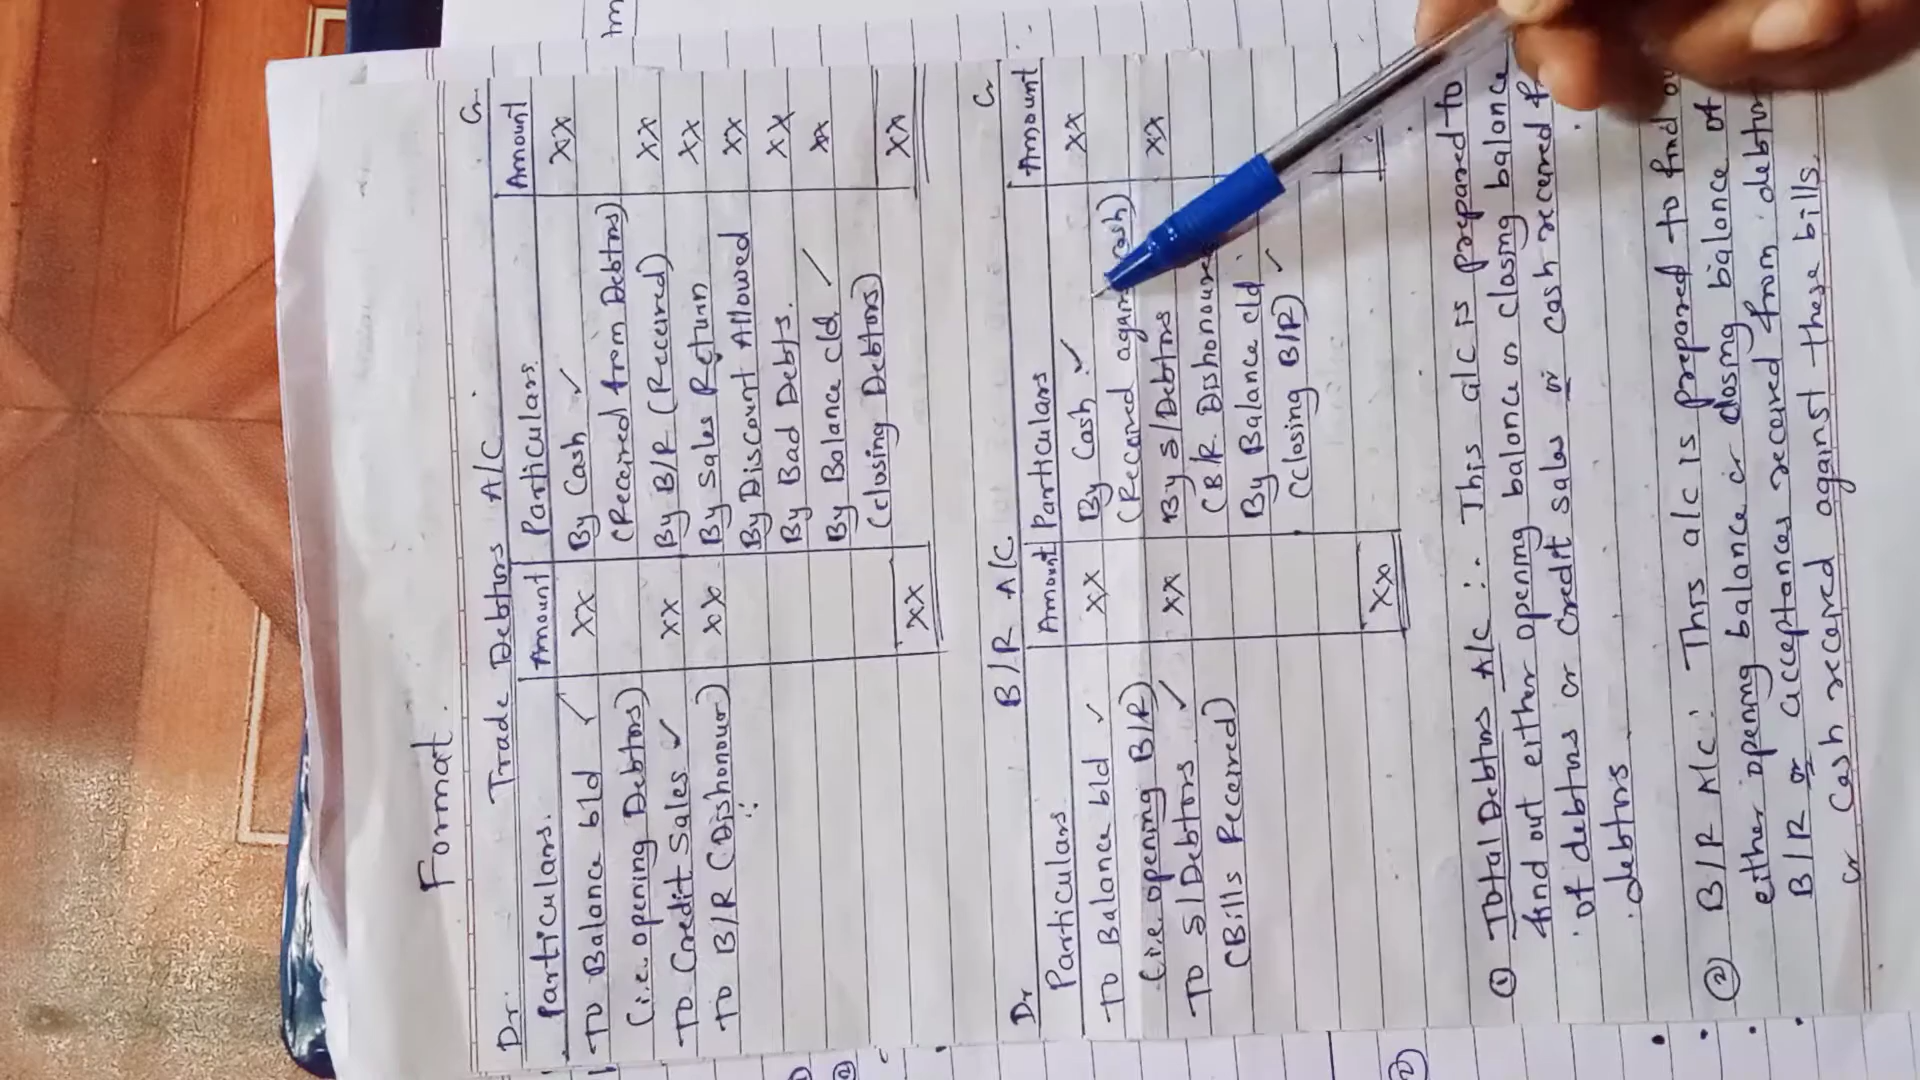 Format.
Dr. Trade Debtors A/C Cr
Particulars. Amount Particulars. Amount
To Balance b/d xx By Cash xx
(i.e. opening Debtors) (Received from Debtors)
To Credit Sales xx By B/R (Received) xx
To B/R (Dishonour) xx By Sales Return xx
By Discount Allowed xx
By Bad Debts. xx
By Balance c/d xx
(closing Debtors)
xx xx
B/R A/C
Dr Cr
Particulars Amount Particulars Amount
To Balance b/d xx By Cash xx
(i.e. opening B/R) (Received
To S/Debtors xx By S/Debtors xx
(Bills Received) (B/R Dishonoured
By Balance c/d
(closing B/R)
xx
① Total Debtors A/C :. This a/c is prepared to
find out either opening balance or closing balance
of debtors or Credit sales or cash received
debtors
② B/R A/C: This a/c is prepared to find
either opening balance or closing balance of
B/R or acceptances received from
or Cash received against these bills.